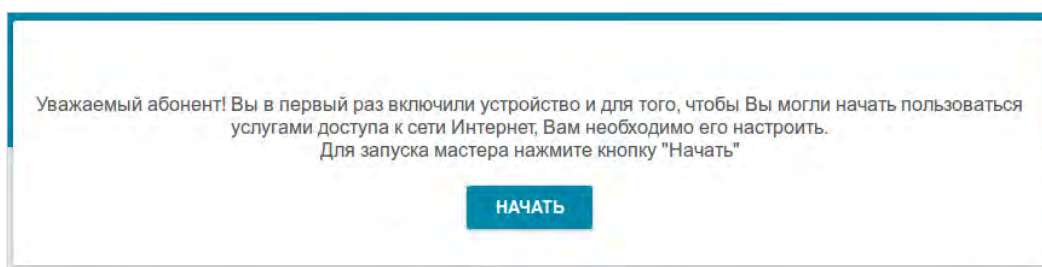 Уважаемый абонент! Вы в первый раз включили устройство и для того, чтобы Вы могли начать пользоваться
услугами доступа к сети Интернет, Вам необходимо его настроить.
Для запуска мастера нажмите кнопку "Начать"
НАЧАТЬ